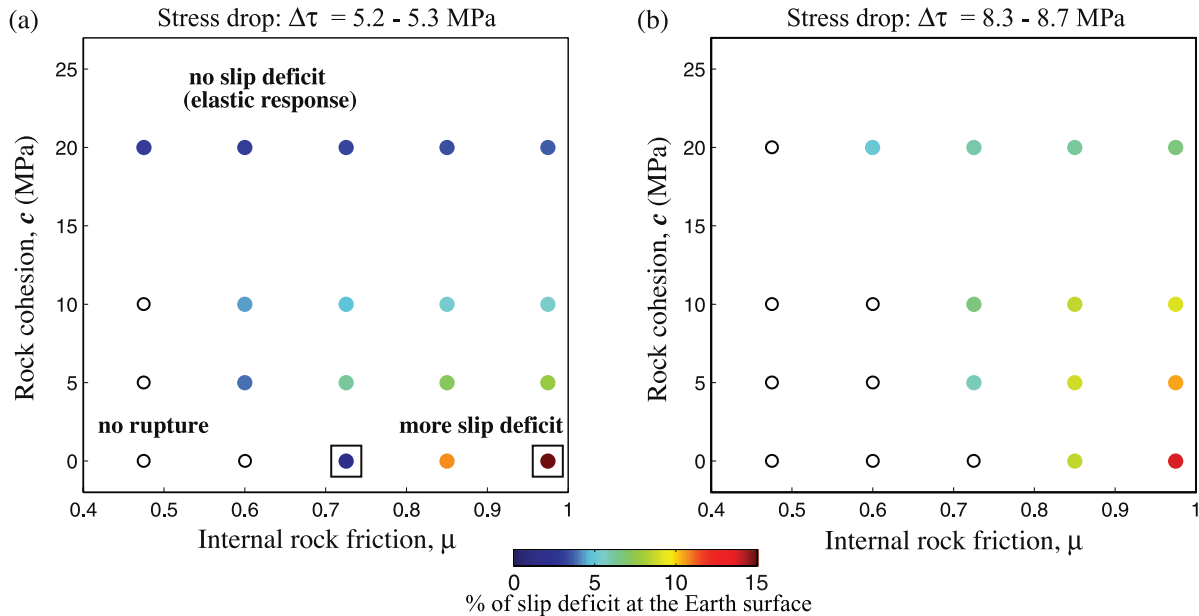 (a)
Stress drop: Δτ = 5.2 - 5.3 MPa
25
20
15
10
5
0
Rock cohesion, c (MPa)
no slip deficit
(elastic response)
no rupture
more slip deficit
0.4 0.5 0.6 0.7 0.8 0.9 1
Internal rock friction, μ
(b)
Stress drop: Δτ = 8.3 - 8.7 MPa
25
20
15
10
5
0
Rock cohesion, c (MPa)
0.4 0.5 0.6 0.7 0.8 0.9 1
Internal rock friction, μ
0 5 10 15
% of slip deficit at the Earth surface